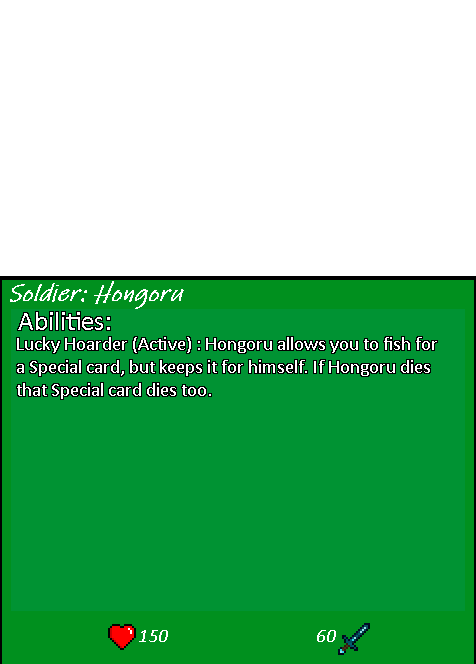 Soldier: Hongoru
Abilities:
Lucky Hoarder (Active) : Hongoru allows you to fish for
a Special card, but keeps it for himself. If Hongoru dies
that Special card dies too.
150
60